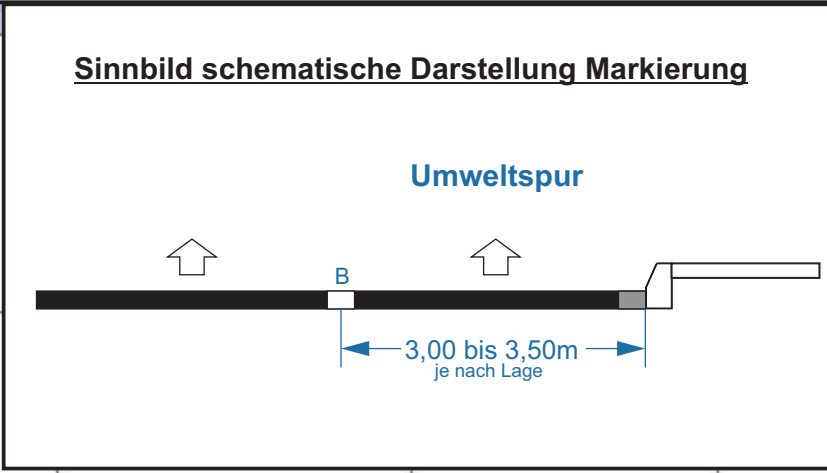 Sinnbild schematische Darstellung Markierung
Umweltspur
B
3,00 bis 3,50m
je nach Lage